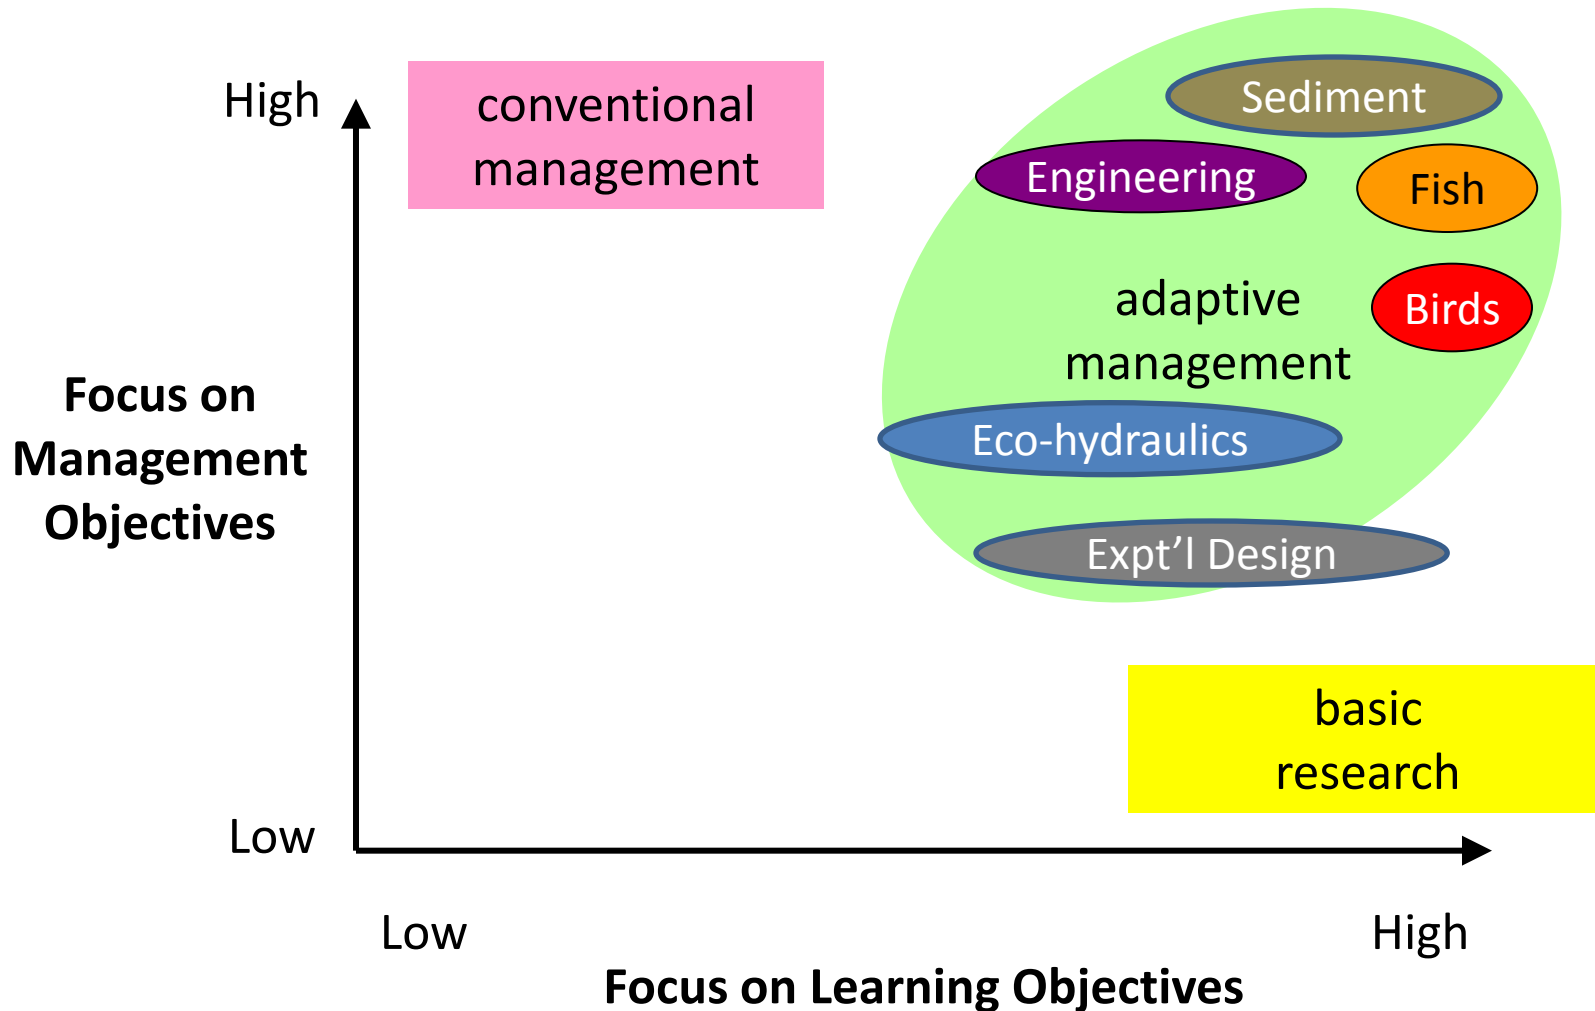 High
conventional
management
Sediment
Engineering
Fish
adaptive
management
Birds
Focus on
Management
Objectives
Eco-hydraulics
Expt’l Design
basic
research
Low
Low
High
Focus on Learning Objectives